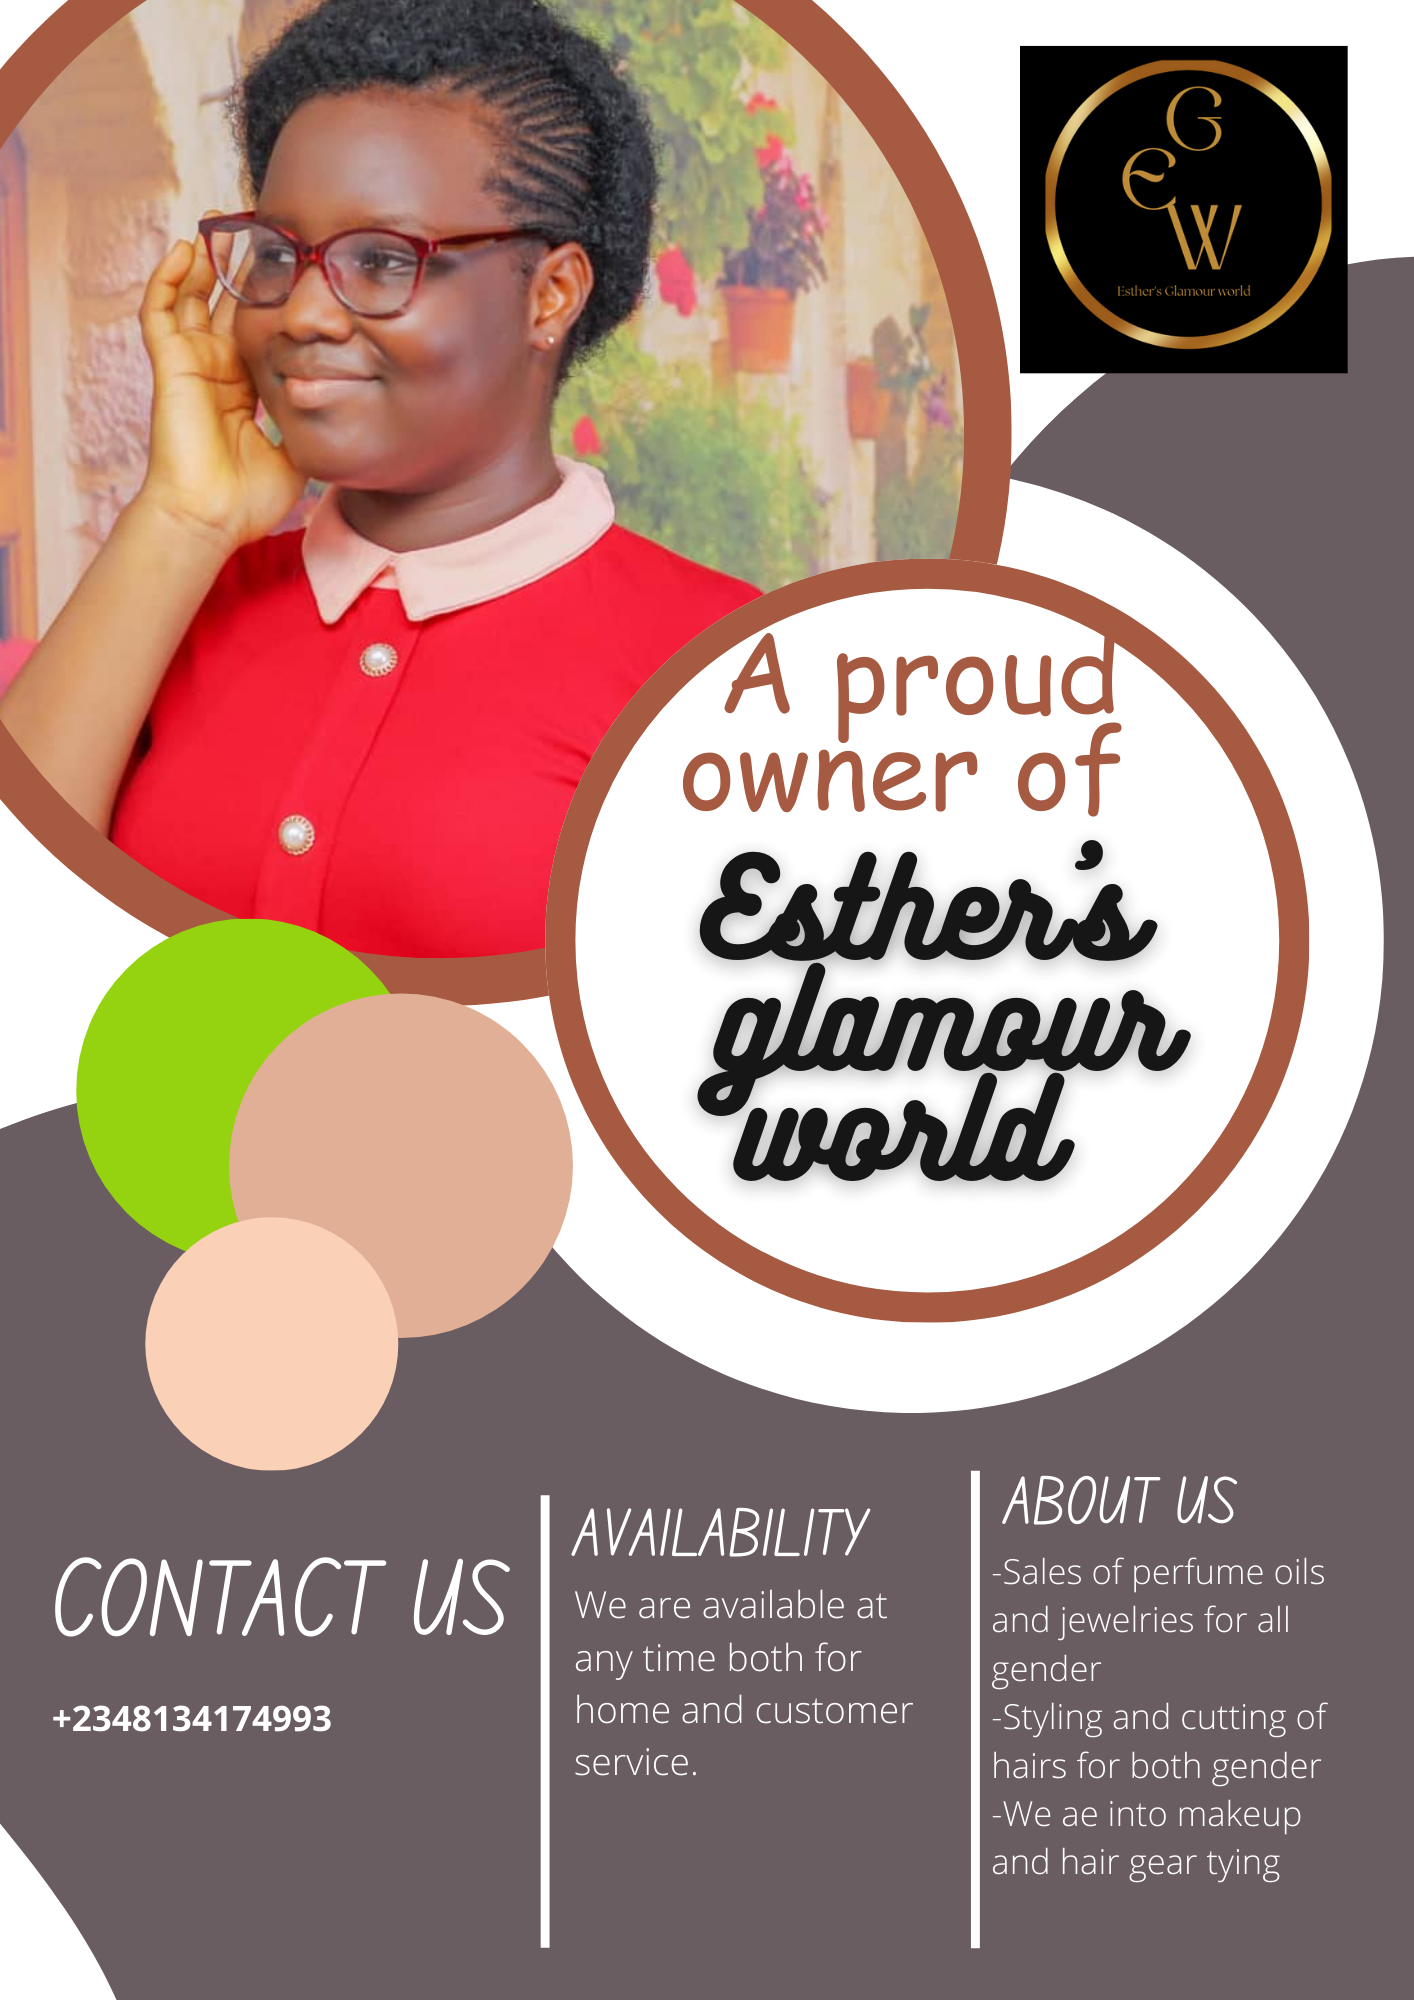 G
E
W
Esther's Glamour world
A proud
owner of
Esther's
glamour
world
CONTACT US
+2348134174993
AVAILABILITY
We are available at
any time both for
home and customer
service.
ABOUT US
-Sales of perfume oils
and jewelries for all
gender
-Styling and cutting of
hairs for both gender
-We ae into makeup
and hair gear tying